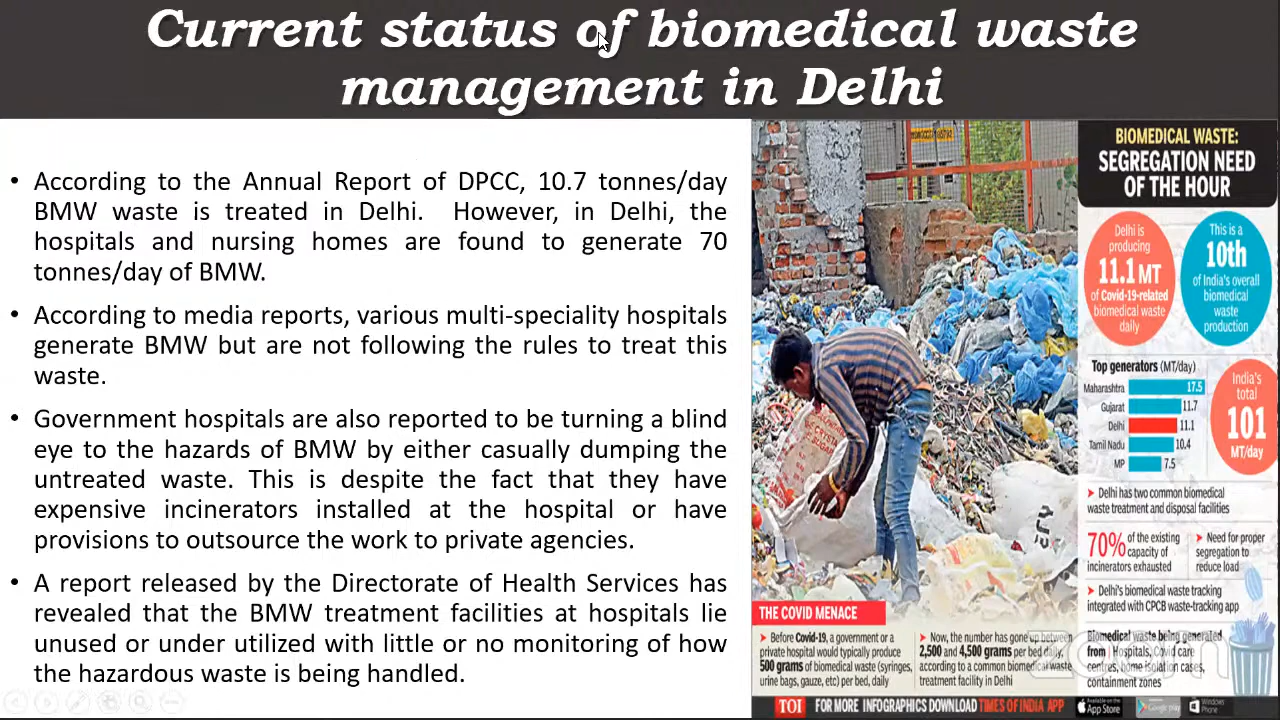 Current status of biomedical waste
management in Delhi
• According to the Annual Report of DPCC, 10.7 tonnes/day
BMW waste is treated in Delhi. However, in Delhi, the
hospitals and nursing homes are found to generate 70
tonnes/day of BMW.
• According to media reports, various multi-speciality hospitals
generate BMW but are not following the rules to treat this
waste.
• Government hospitals are also reported to be turning a blind
eye to the hazards of BMW by either casually dumping the
untreated waste. This is despite the fact that they have
expensive incinerators installed at the hospital or have
provisions to outsource the work to private agencies.
• A report released by the Directorate of Health Services has
revealed that the BMW treatment facilities at hospitals lie
unused or under utilized with little or no monitoring of how
the hazardous waste is being handled.
BIOMEDICAL WASTE:
SEGREGATION NEED
OF THE HOUR
Delhi is
producing
11.1 MT
of Covid-19-related
biomedical waste
daily
This is a
10th
of India's overall
biomedical
waste
production
Top generators (MT/day)
Maharashtra 17.5
Gujarat 11.7
Delhi 11.1
Tamil Nadu 10.4
MP 7.5
India's
total
101
MT/day
Delhi has two common biomedical
waste treatment and disposal facilities
70% of the existing
capacity of
incinerators exhausted
Need for proper
segregation to
reduce load
Delhi's biomedical waste tracking
integrated with CPCB waste-tracking app
Biomedical waste being generated
from Hospitals, Covid care
centres, home isolation cases,
containment zones
THE COVID MENACE
Before Covid-19, a government or a
private hospital would typically produce
500 grams of biomedical waste (syringes,
urine bags, gauze, etc) per bed, daily
Now, the number has gone up between
2,500 and 4,500 grams per bed daily,
according to a common biomedical waste
treatment facility in Delhi
TOI FOR MORE INFOGRAPHICS DOWNLOAD TIMES OF INDIA APP
Available on the
App Store
Google play
Windows
Phone